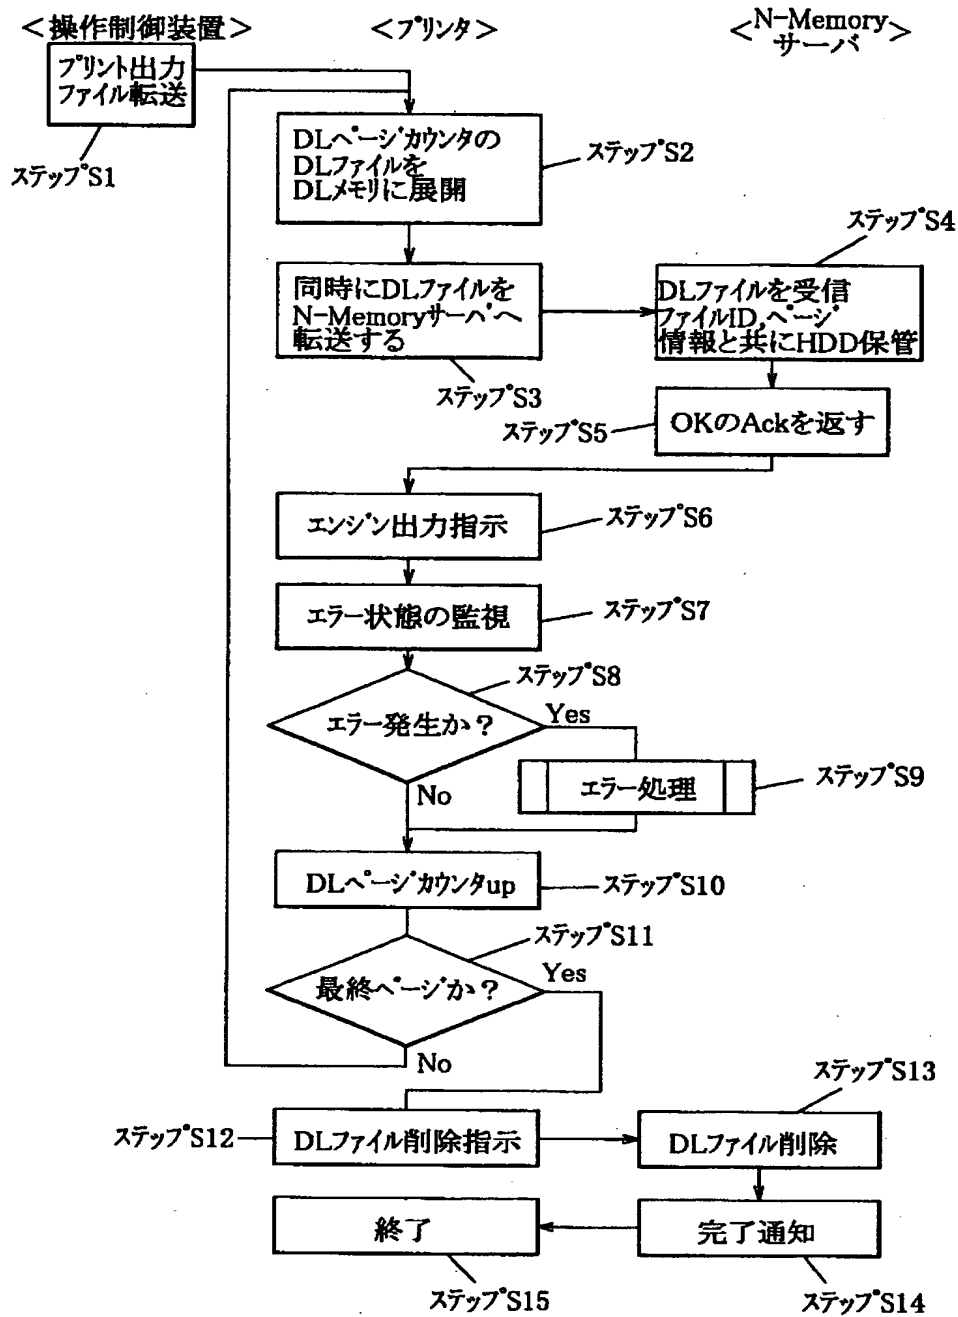 <操作制御装置>
<プリンタ>
<N-Memory
サーバ>
プリント出力
ファイル転送
ステップS1
DLページカウンタの
DLファイルを
DLメモリに展開
ステップS2
同時にDLファイルを
N-Memoryサーバへ
転送する
ステップS3
ステップS4
DLファイルを受信
ファイルID,ページ
情報と共にHDD保管
ステップS5
OKのAckを返す
エンジン出力指示
ステップS6
エラー状態の監視
ステップS7
ステップS8
エラー発生か?
Yes
No
エラー処理
ステップS9
DLページカウンタup
ステップS10
ステップS11
最終ページか?
Yes
No
ステップS12
DLファイル削除指示
ステップS13
DLファイル削除
終了
完了通知
ステップS15
ステップS14